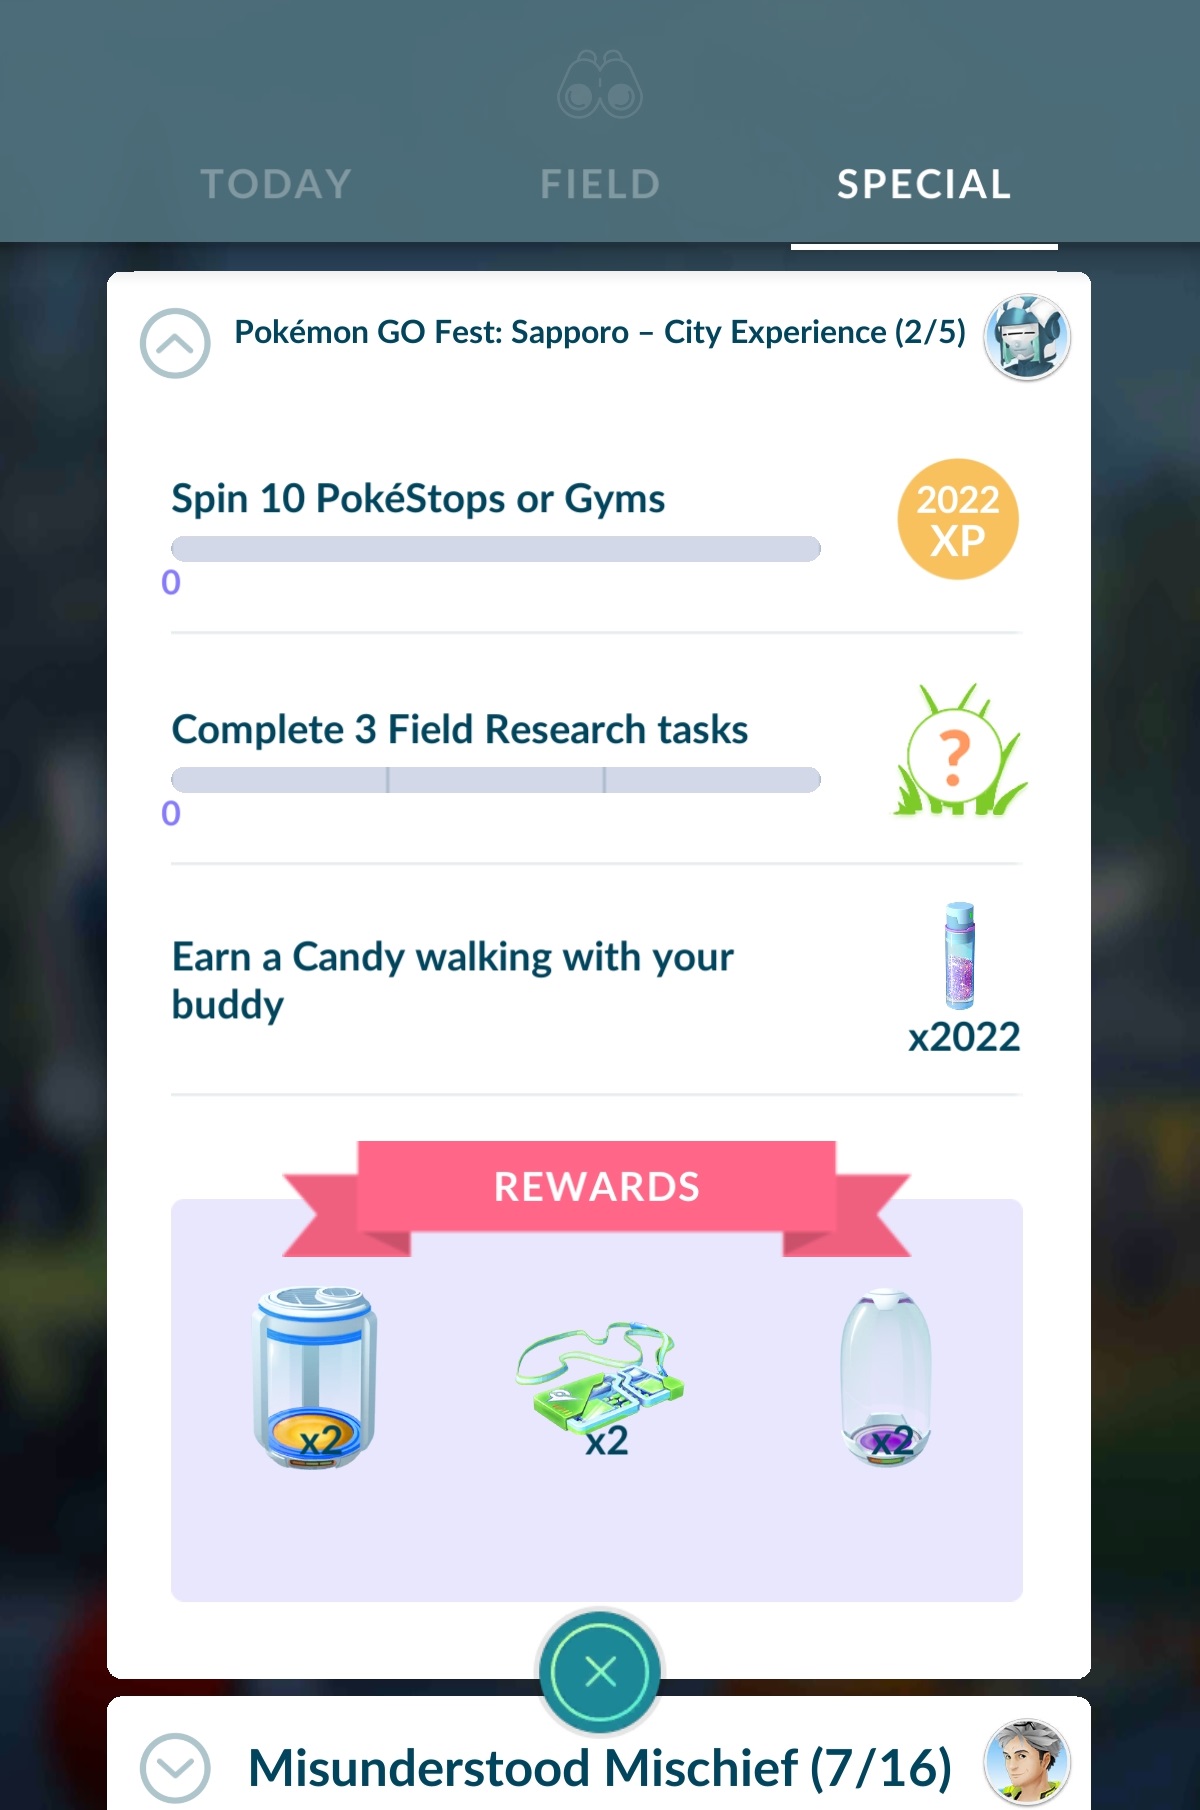 TODAY FIELD SPECIAL
Pokémon GO Fest: Sapporo – City Experience (2/5)
Spin 10 PokéStops or Gyms
0
2022
XP
Complete 3 Field Research tasks
0
?
Earn a Candy walking with your
buddy
x2022
REWARDS
x2 x2 x2
Misunderstood Mischief (7/16)